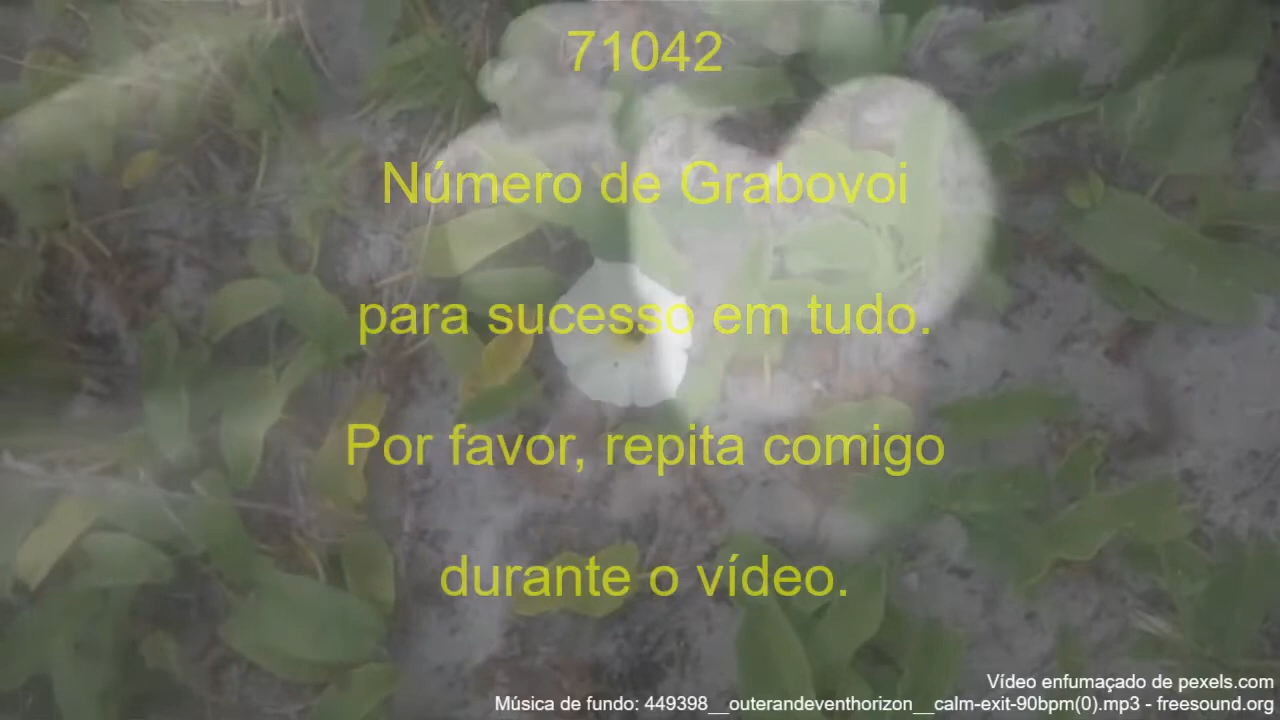 71042
Número de Grabovoi
para sucesso em tudo.
Por favor, repita comigo
durante o vídeo.
Vídeo enfumaçado de pexels.com
Música de fundo: 449398__outerandeventhorizon__calm-exit-90bpm(0).mp3 - freesound.org